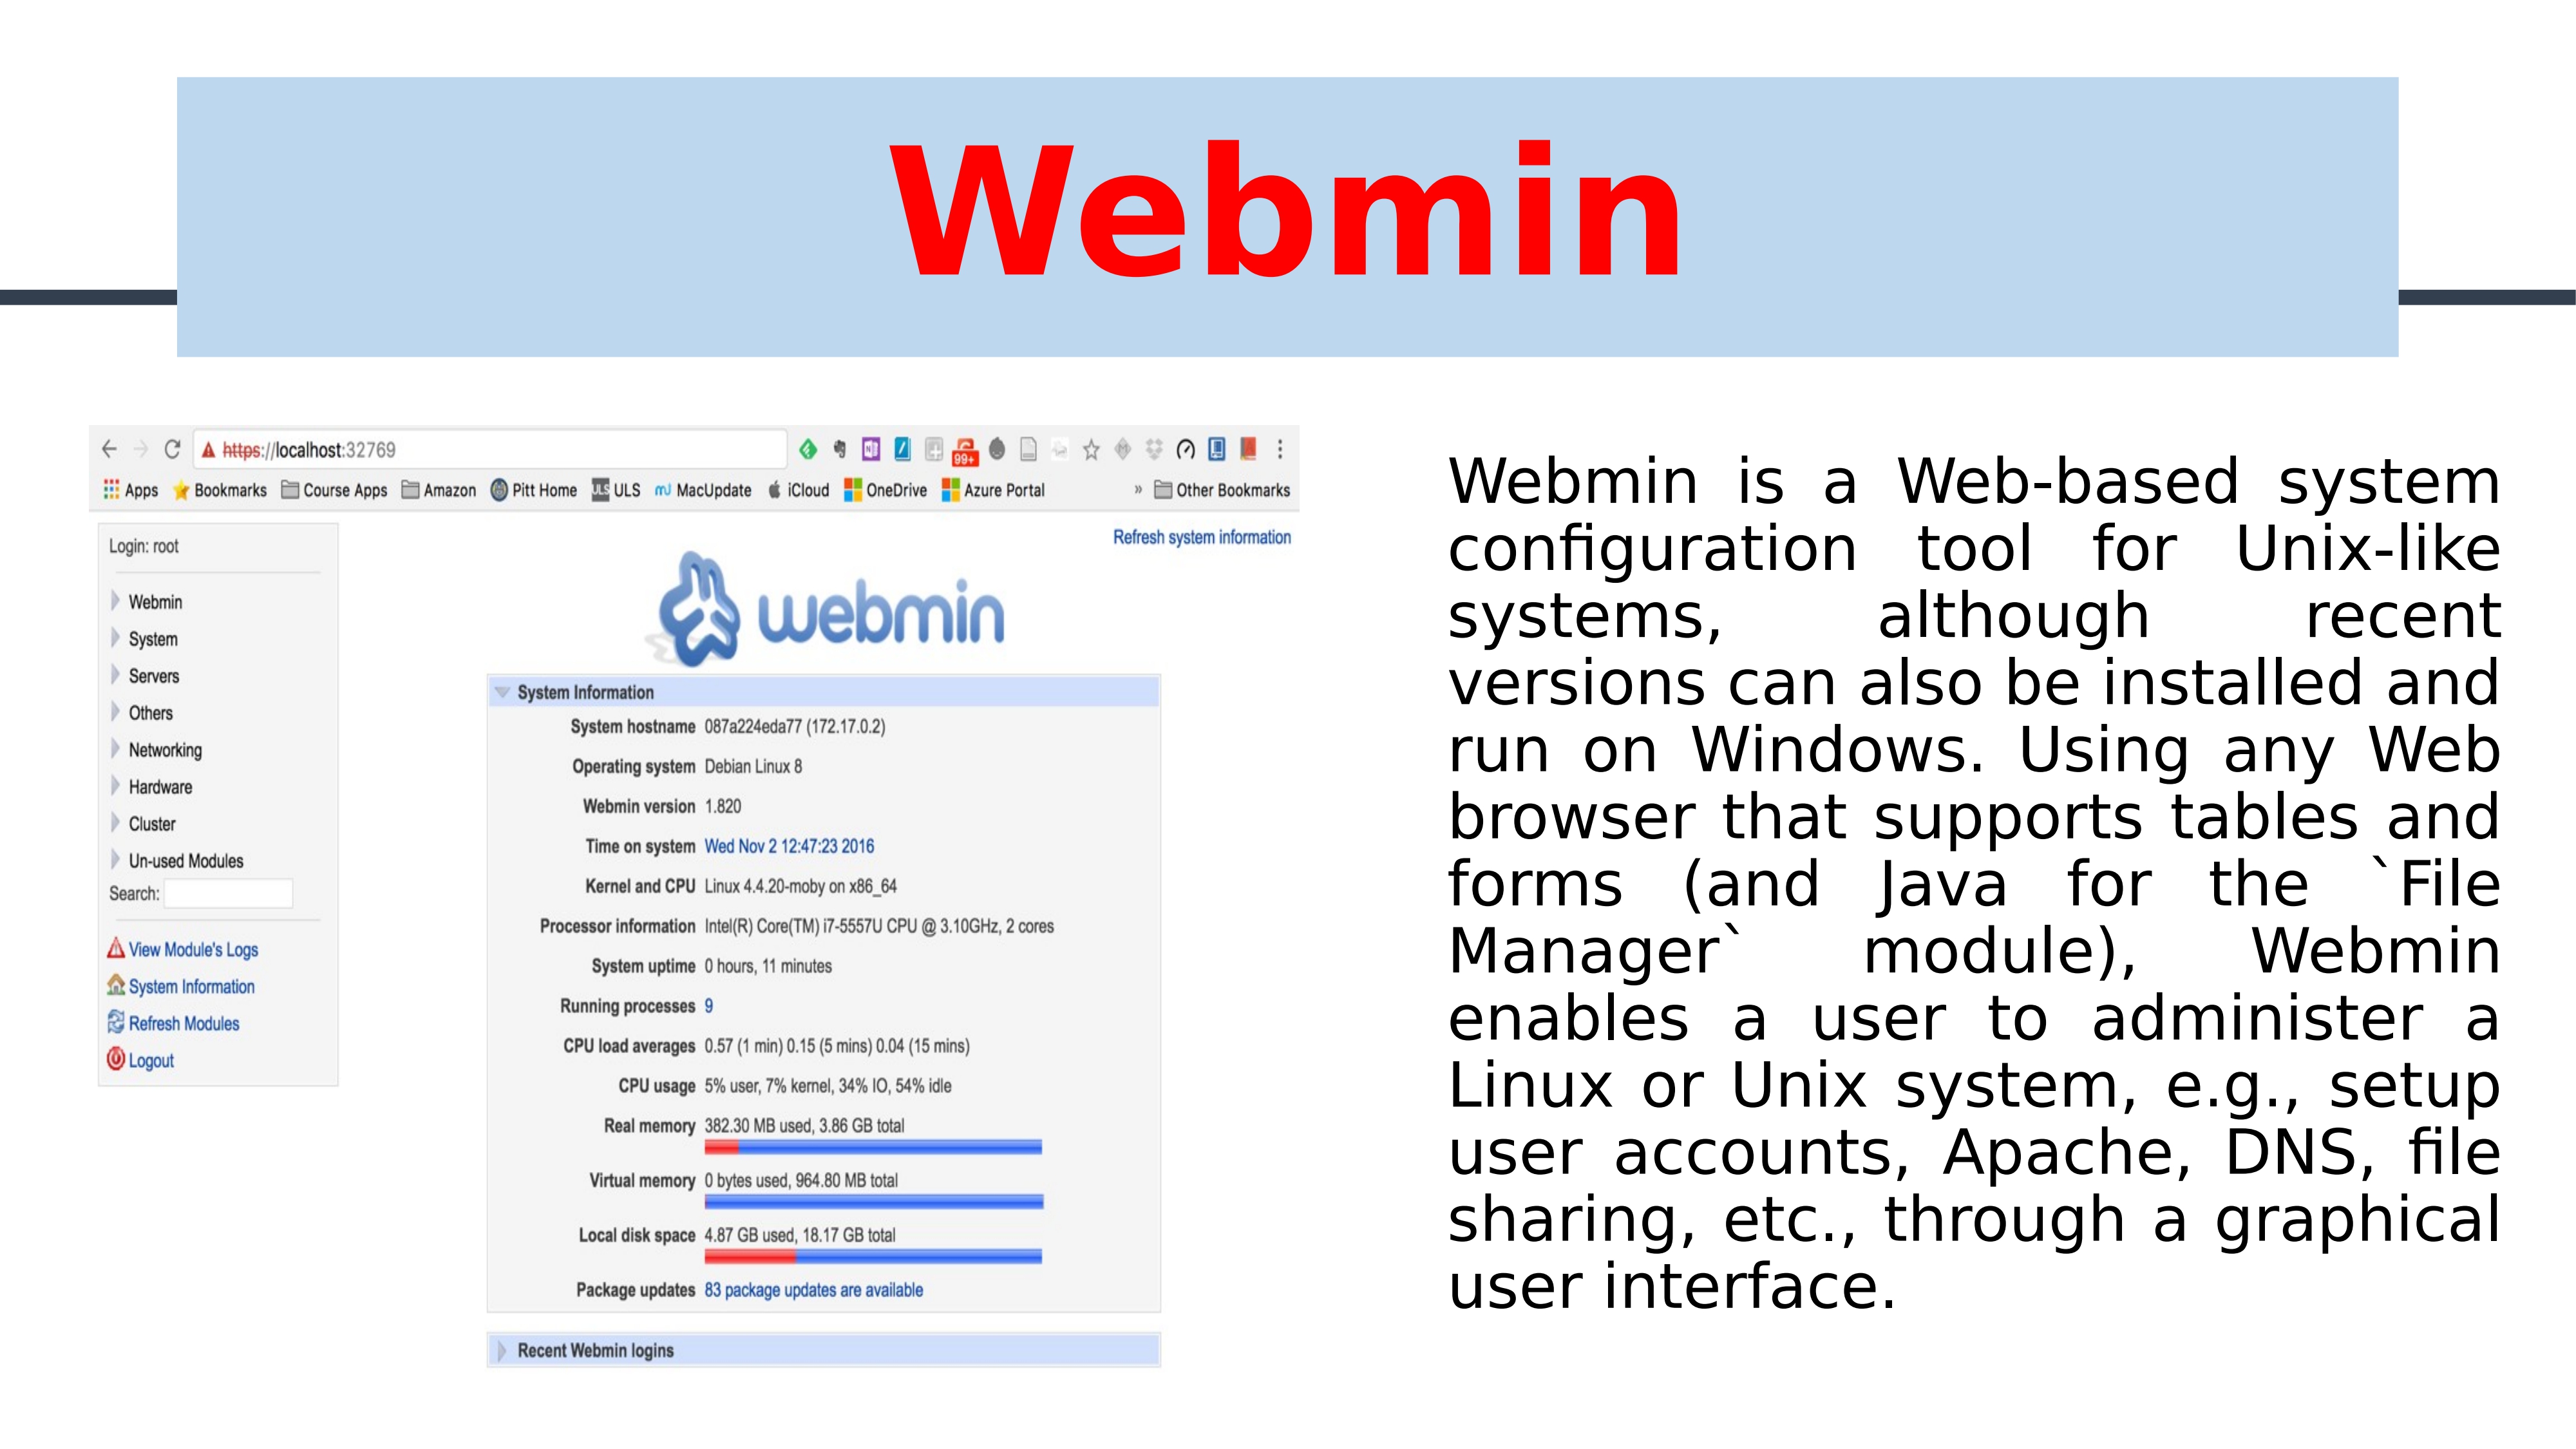 Webmin
https://localhost:32769
99+
Apps Bookmarks Course Apps Amazon Pitt Home ULS ULS MacUpdate iCloud OneDrive Azure Portal » Other Bookmarks
Refresh system information
Login: root
Webmin
System
Servers
Others
Networking
Hardware
Cluster
Un-used Modules
Search:
View Module's Logs
System Information
Refresh Modules
Logout
webmin
System Information
System hostname 087a224eda77 (172.17.0.2)
Operating system Debian Linux 8
Webmin version 1.820
Time on system Wed Nov 2 12:47:23 2016
Kernel and CPU Linux 4.4.20-moby on x86_64
Processor information Intel(R) Core(TM) i7-5557U CPU @ 3.10GHz, 2 cores
System uptime 0 hours, 11 minutes
Running processes 9
CPU load averages 0.57 (1 min) 0.15 (5 mins) 0.04 (15 mins)
CPU usage 5% user, 7% kernel, 34% IO, 54% idle
Real memory 382.30 MB used, 3.86 GB total
Virtual memory 0 bytes used, 964.80 MB total
Local disk space 4.87 GB used, 18.17 GB total
Package updates 83 package updates are available
Recent Webmin logins
Webmin is a Web-based system
configuration tool for Unix-like
systems, although recent
versions can also be installed and
run on Windows. Using any Web
browser that supports tables and
forms (and Java for the `File
Manager` module), Webmin
enables a user to administer a
Linux or Unix system, e.g., setup
user accounts, Apache, DNS, file
sharing, etc., through a graphical
user interface.